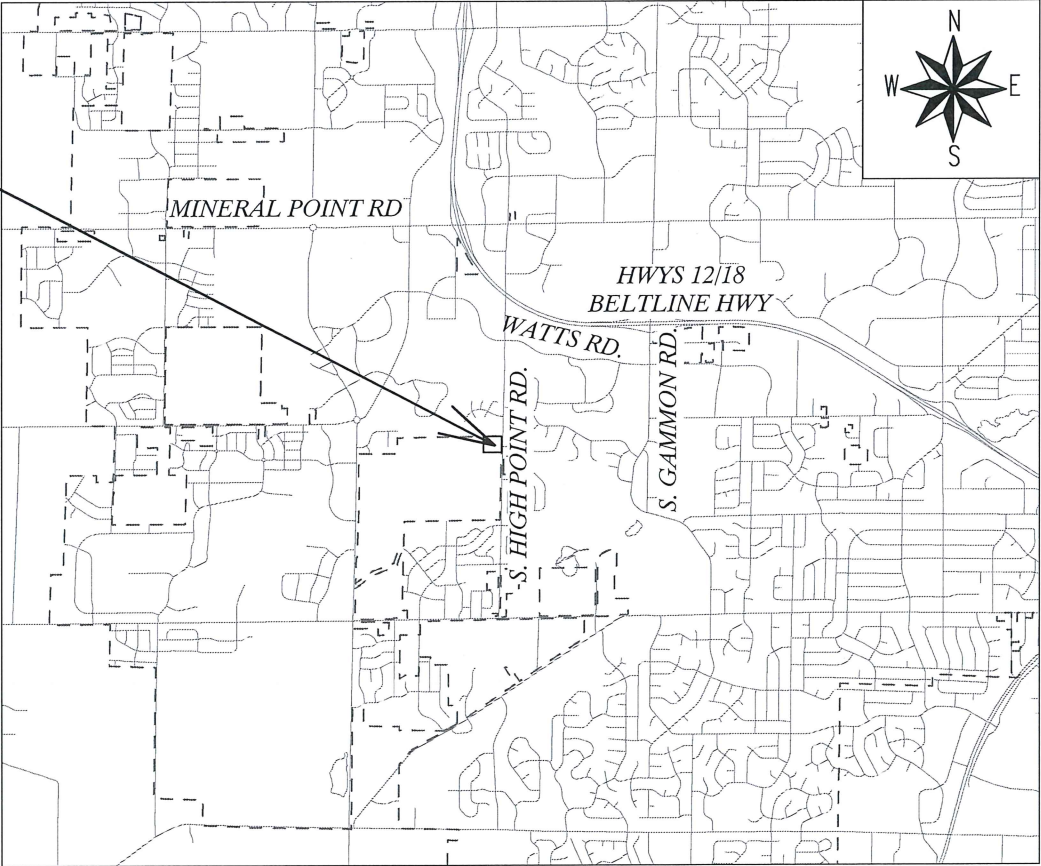 N
W E
S
MINERAL POINT RD
HWYS 12/18
BELTLINE HWY
WATTS RD.
S. GAMMON RD.
S. HIGH POINT RD.